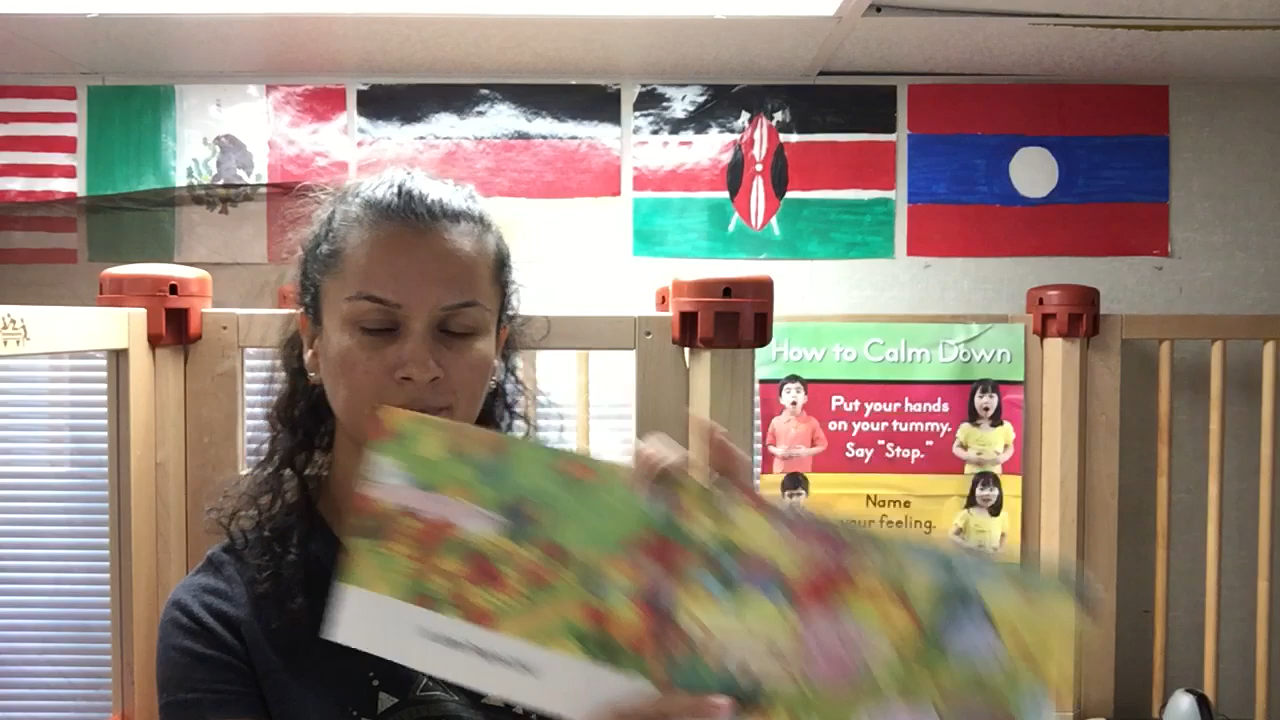 How to Calm Down
Put your hands
on your tummy.
Say "Stop."
Name
your feeling.